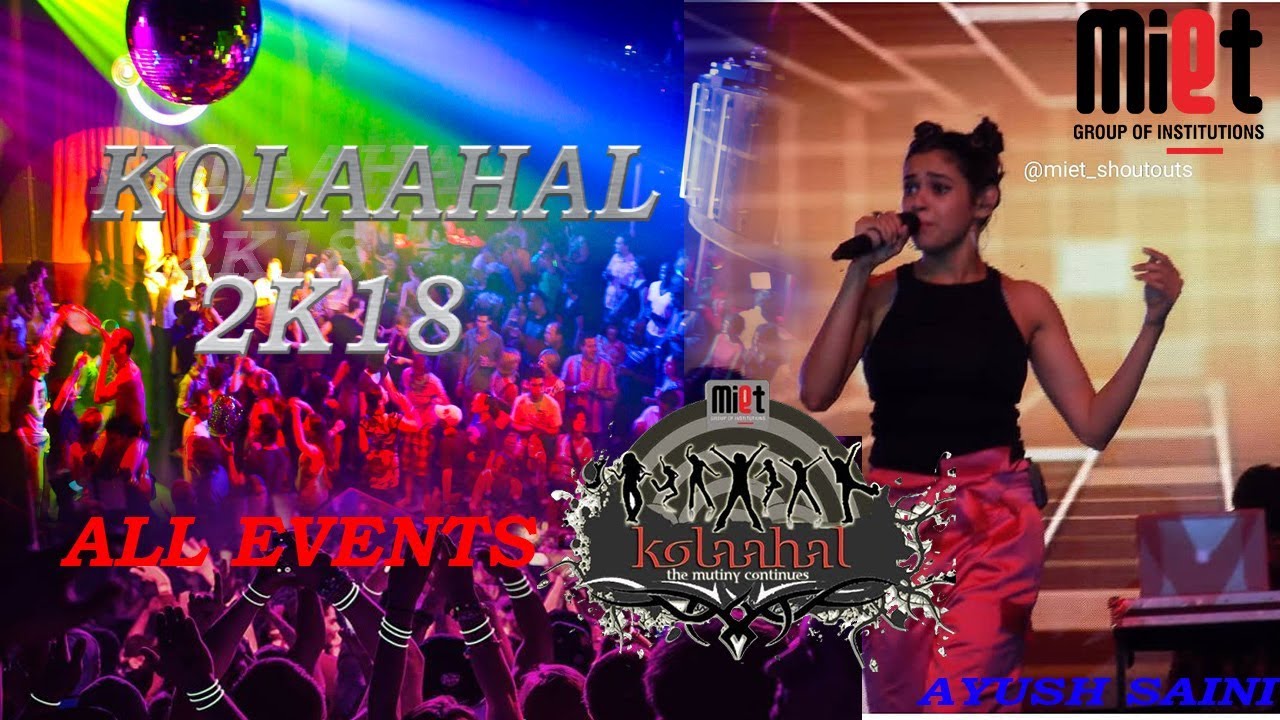 KOLAAHAL
2K18
ALL EVENTS
miet
GROUP OF INSTITUTIONS
kolaahal
the mutiny continues
miet
GROUP OF INSTITUTIONS
@miet_shoutouts
AYUSH SAINI